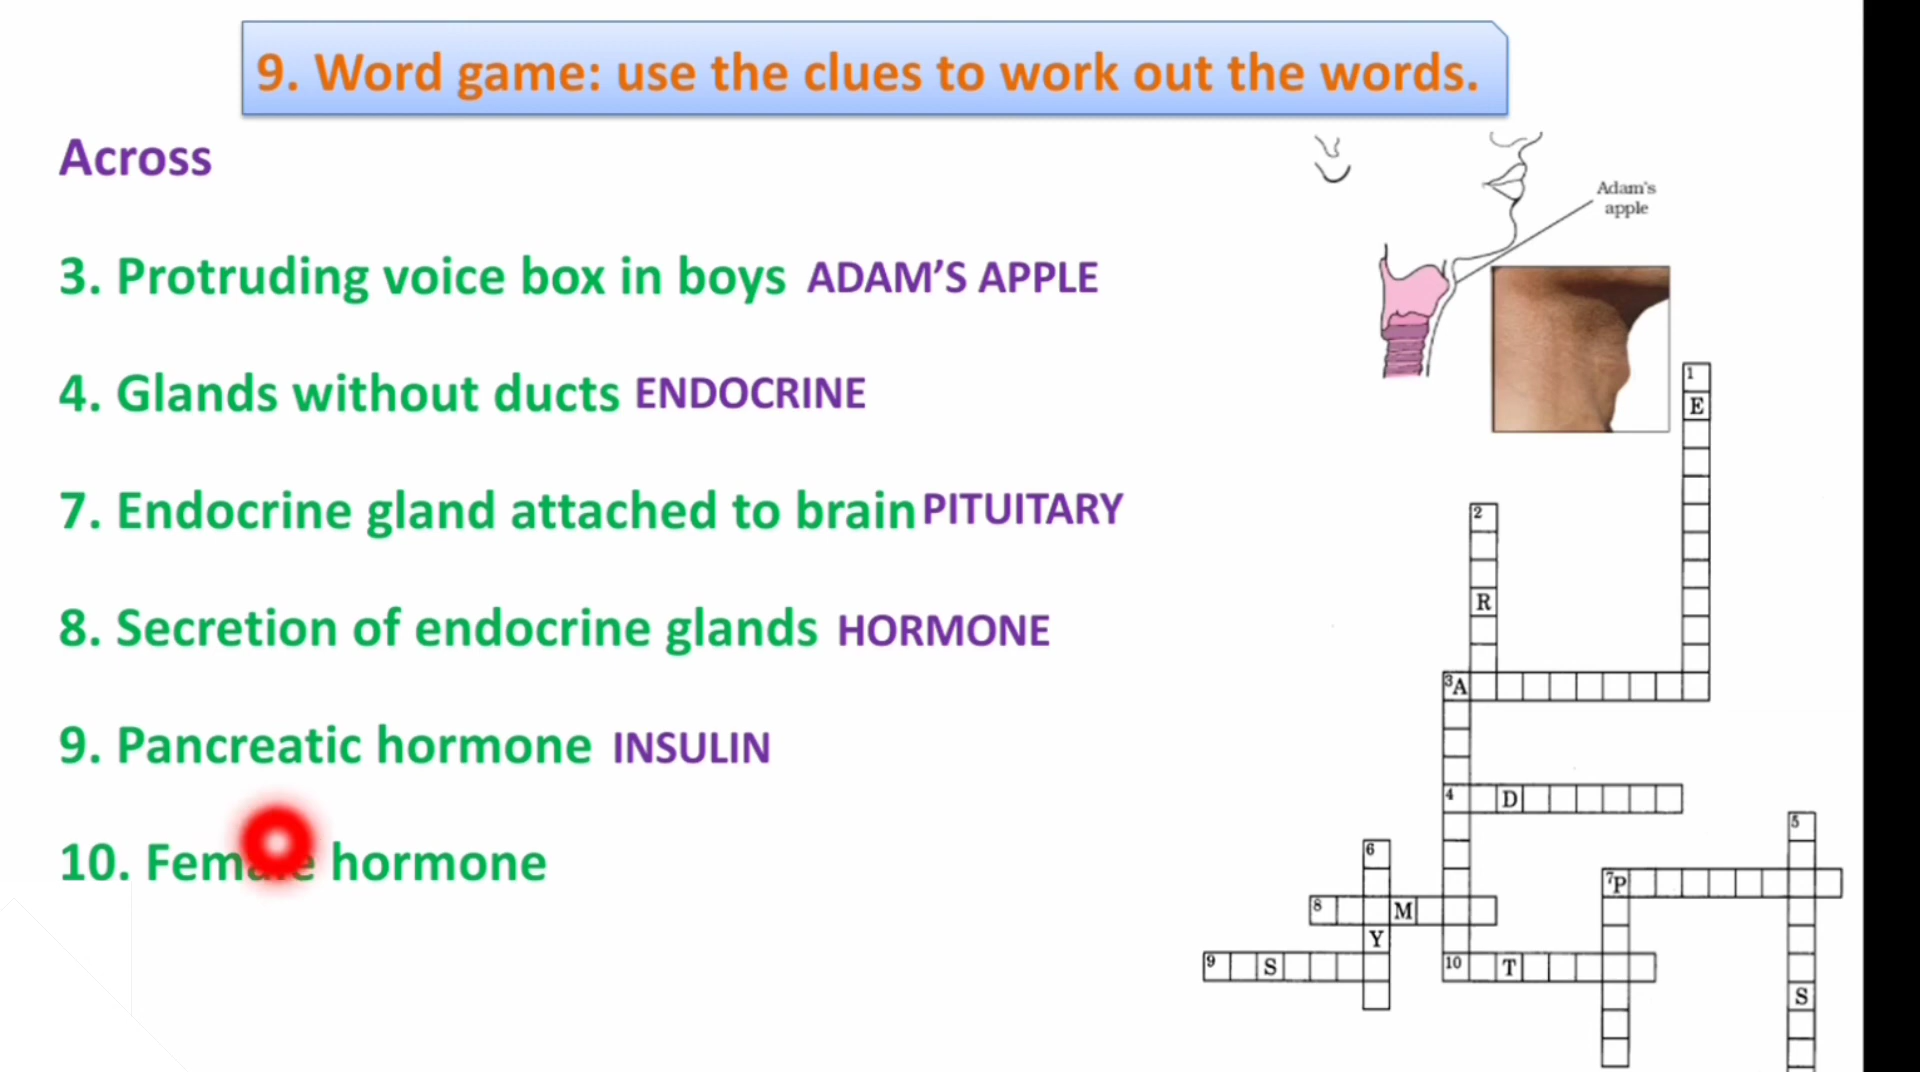 9. Word game: use the clues to work out the words.
Across
3. Protruding voice box in boys ADAM’S APPLE
4. Glands without ducts ENDOCRINE
7. Endocrine gland attached to brain PITUITARY
8. Secretion of endocrine glands HORMONE
9. Pancreatic hormone INSULIN
10. Female hormone
Adam's
apple
1
E
2
R
3 A
4 D
5
6
7 P
8 M
Y
9 S
10 T
S